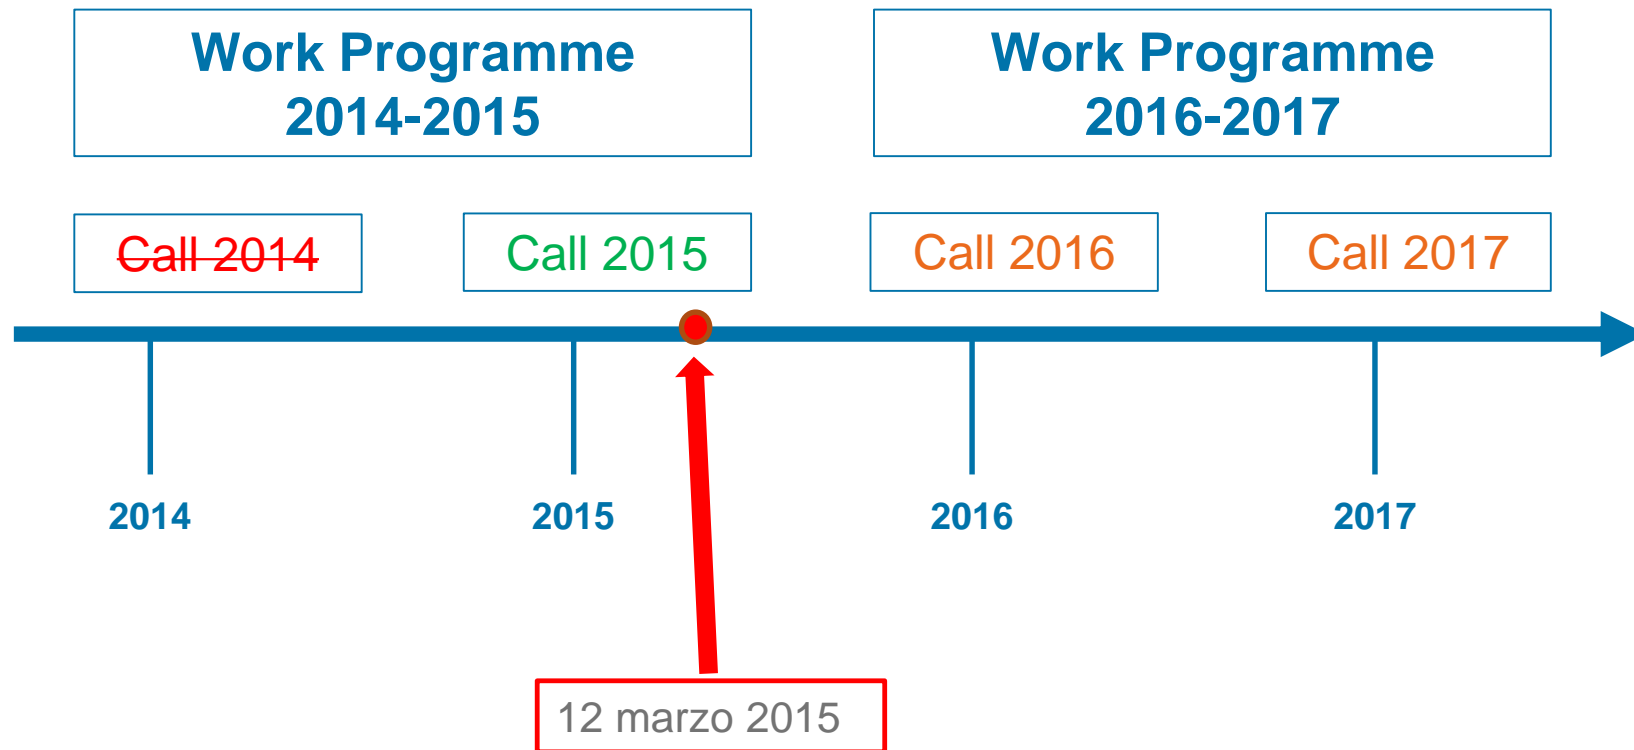 Work Programme
2014-2015
Work Programme
2016-2017
Call 2014
Call 2015
Call 2016
Call 2017
2014
2015
2016
2017
12 marzo 2015